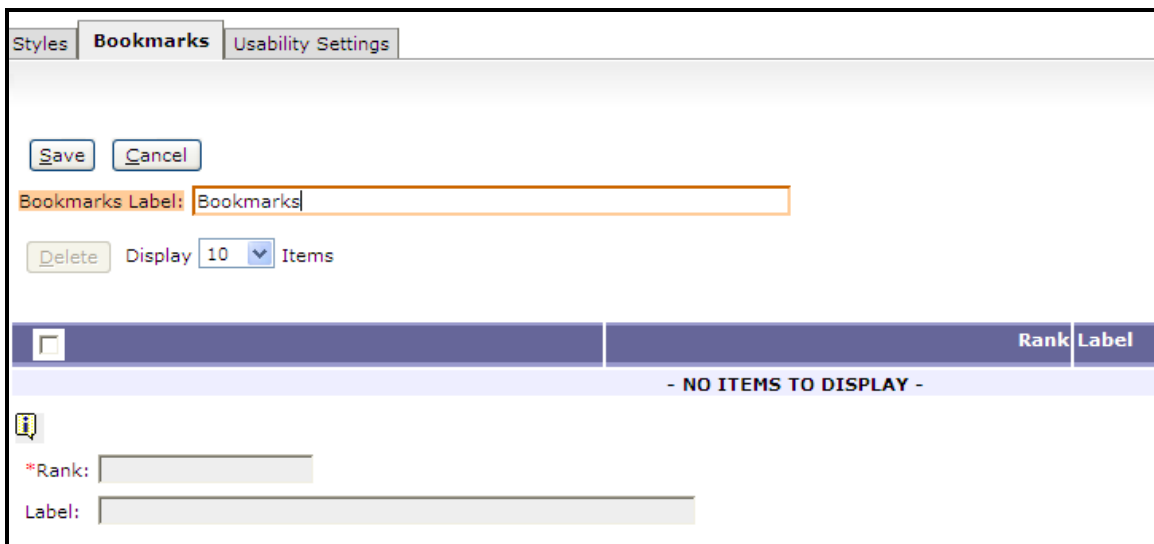 Styles Bookmarks Usability Settings
Save Cancel
Bookmarks Label: Bookmarks
Delete Display 10 Items
Rank Label
- NO ITEMS TO DISPLAY -
*Rank:
Label: